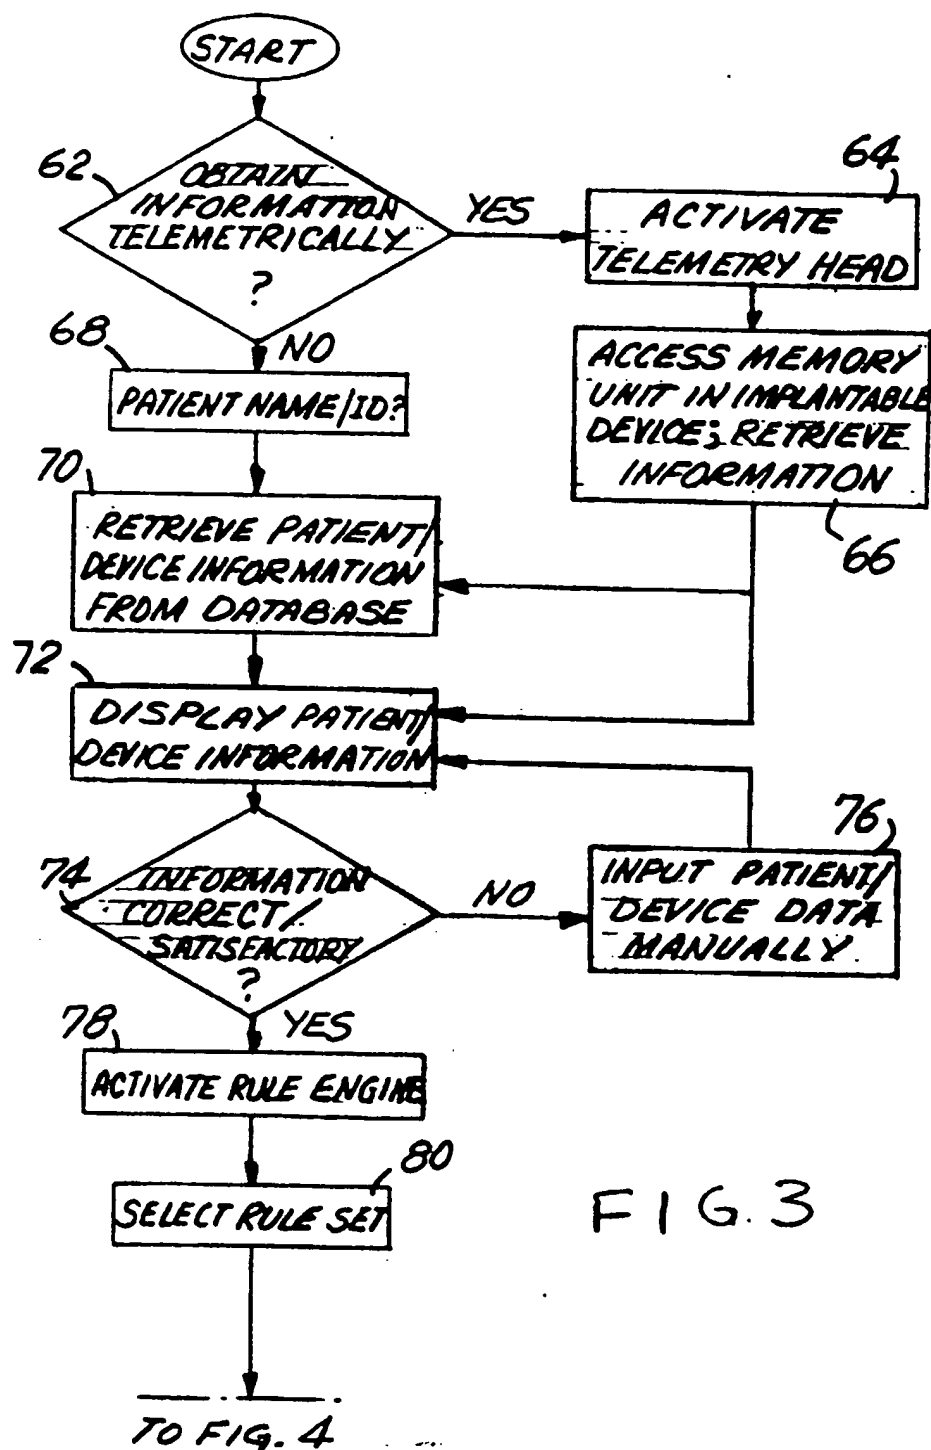 START
62
OBTAIN
INFORMATION
TELEMETRICALLY
?
YES
64
ACTIVATE
TELEMETRY HEAD
NO
68
PATIENT NAME/ID?
ACCESS MEMORY
UNIT IN IMPLANTABLE
DEVICE; RETRIEVE
INFORMATION
66
70
RETRIEVE PATIENT/
DEVICE INFORMATION
FROM DATABASE
72
DISPLAY PATIENT/
DEVICE INFORMATION
74
INFORMATION
CORRECT/
SATISFACTORY
?
NO
76
INPUT PATIENT/
DEVICE DATA
MANUALLY
YES
78
ACTIVATE RULE ENGINE
80
SELECT RULE SET
FIG. 3
TO FIG. 4